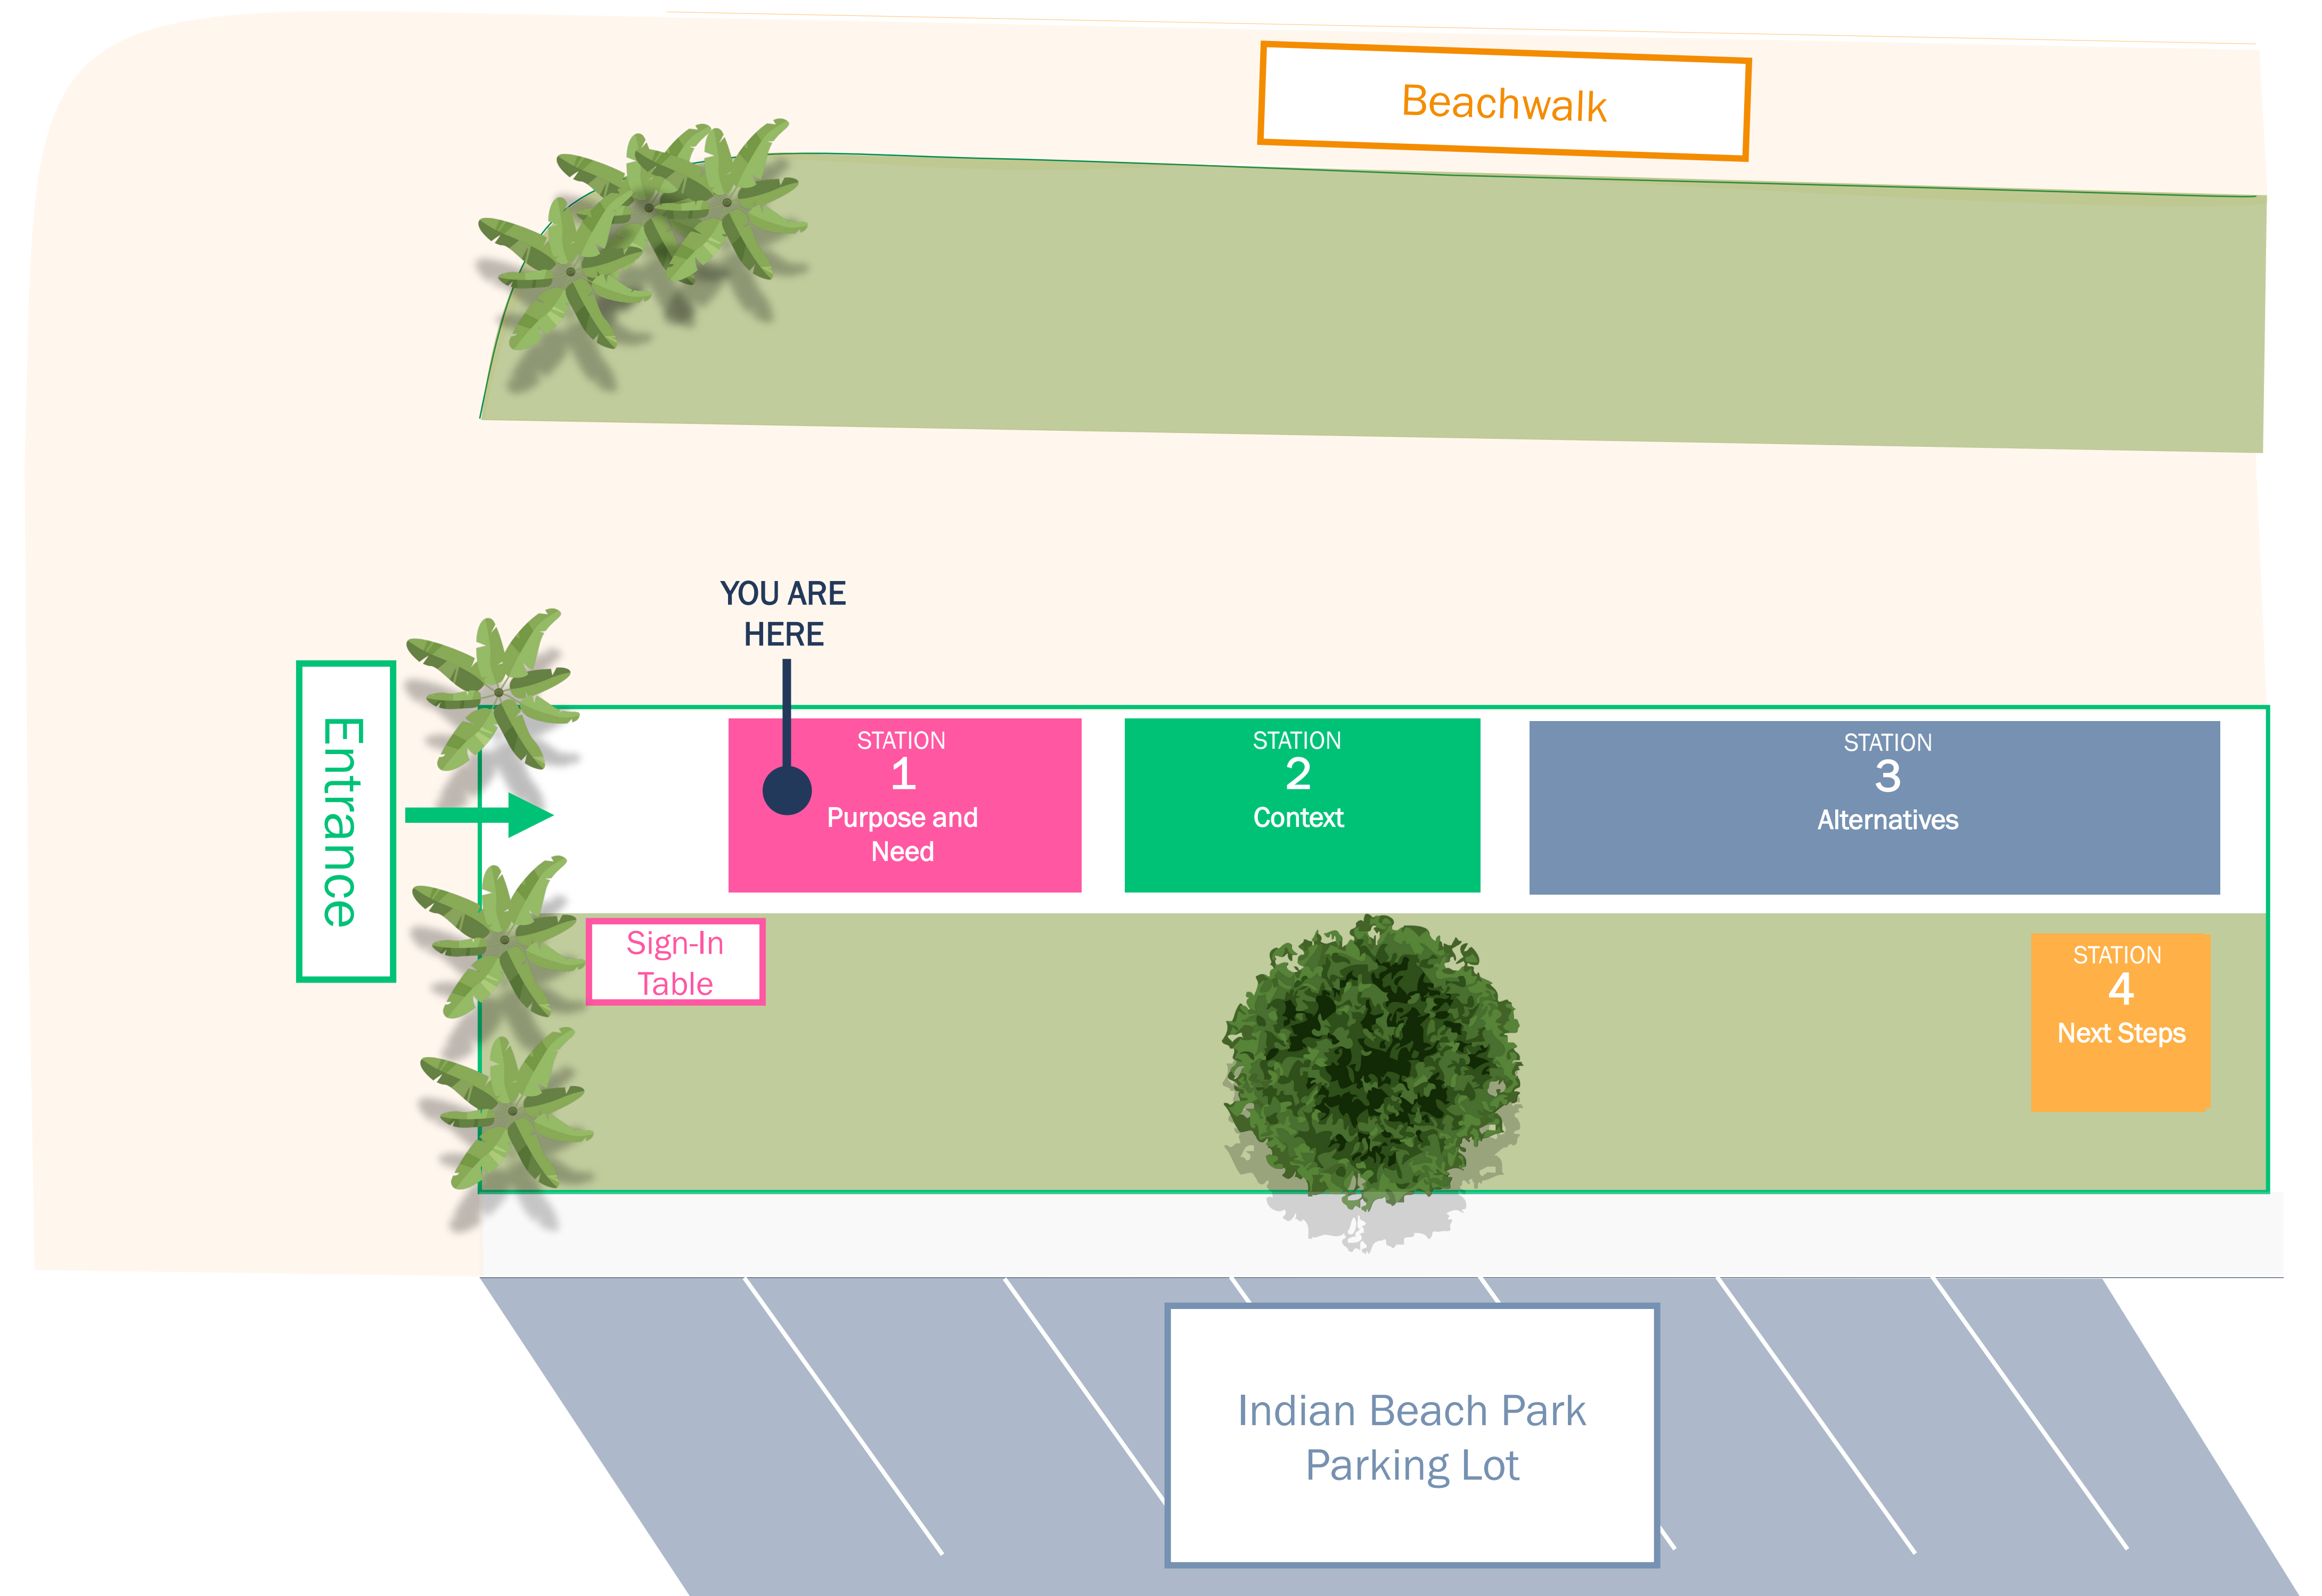 Beachwalk
YOU ARE
HERE
Entrance
STATION
1
Purpose and
Need
STATION
2
Context
STATION
3
Alternatives
Sign-In
Table
STATION
4
Next Steps
Indian Beach Park
Parking Lot